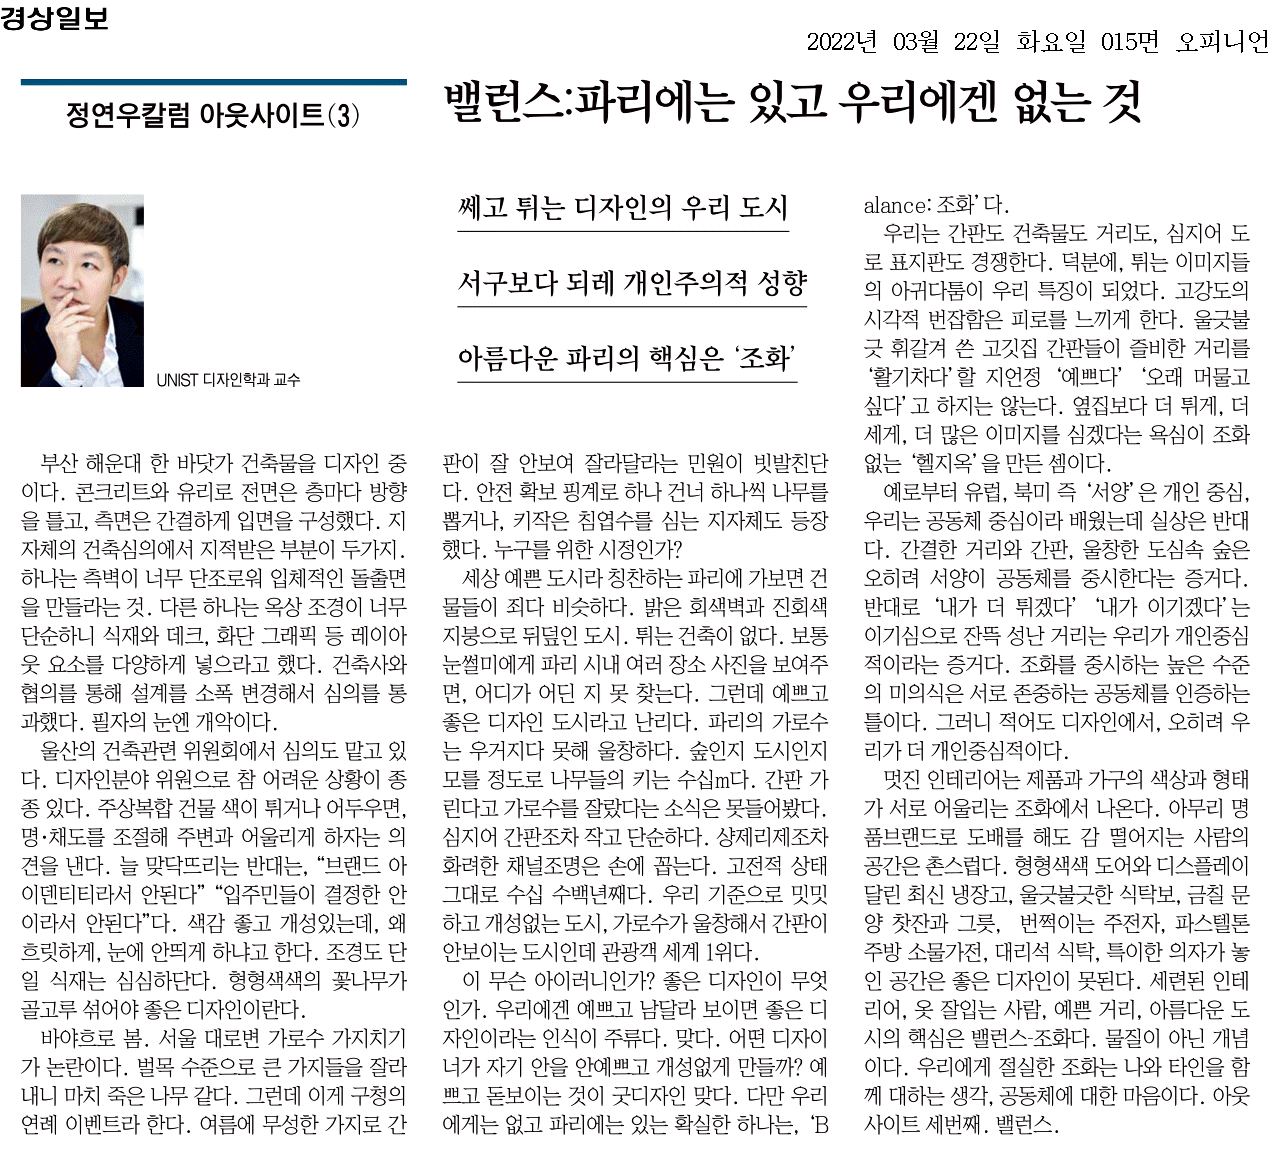 경상일보
2022년 03월 22일 화요일 015면 오피니언
정연우칼럼 아웃사이트(3)
밸런스:파리에는 있고 우리에겐 없는 것
UNIST 디자인학과 교수
쎄고 튀는 디자인의 우리 도시
서구보다 되레 개인주의적 성향
아름다운 파리의 핵심은 ‘조화’
부산 해운대 한 바닷가 건축물을 디자인 중
이다. 콘크리트와 유리로 전면은 층마다 방향
을 틀고, 측면은 간결하게 입면을 구성했다. 지
자체의 건축심의에서 지적받은 부분이 두가지.
하나는 측벽이 너무 단조로워 입체적인 돌출면
을 만들라는 것. 다른 하나는 옥상 조경이 너무
단순하니 식재와 데크, 화단 그래픽 등 레이아
웃 요소를 다양하게 넣으라고 했다. 건축사와
협의를 통해 설계를 소폭 변경해서 심의를 통
과했다. 필자의 눈엔 개악이다.
울산의 건축관련 위원회에서 심의도 맡고 있
다. 디자인분야 위원으로 참 어려운 상황이 종
종 있다. 주상복합 건물 색이 튀거나 어두우면,
명·채도를 조절해 주변과 어울리게 하자는 의
견을 낸다. 늘 맞닥뜨리는 반대는, “브랜드 아
이덴티티라서 안된다” “입주민들이 결정한 안
이라서 안된다”다. 색감 좋고 개성있는데, 왜
흐릿하게, 눈에 안띄게 하냐고 한다. 조경도 단
일 식재는 심심하단다. 형형색색의 꽃나무가
골고루 섞어야 좋은 디자인이란다.
바야흐로 봄. 서울 대로변 가로수 가지치기
가 논란이다. 벌목 수준으로 큰 가지들을 잘라
내니 마치 죽은 나무 같다. 그런데 이게 구청의
연례 이벤트라 한다. 여름에 무성한 가지로 간
판이 잘 안보여 잘라달라는 민원이 빗발친단
다. 안전 확보 핑계로 하나 건너 하나씩 나무를
뽑거나, 키작은 침엽수를 심는 지자체도 등장
했다. 누구를 위한 시정인가?
세상 예쁜 도시라 칭찬하는 파리에 가보면 건
물들이 죄다 비슷하다. 밝은 회색벽과 진회색
지붕으로 뒤덮인 도시. 튀는 건축이 없다. 보통
눈썰미에게 파리 시내 여러 장소 사진을 보여주
면, 어디가 어딘 지 못 찾는다. 그런데 예쁘고
좋은 디자인 도시라고 난리다. 파리의 가로수
는 우거지다 못해 울창하다. 숲인지 도시인지
모를 정도로 나무들의 키는 수십m다. 간판 가
린다고 가로수를 잘랐다는 소식은 못들어봤다.
심지어 간판조차 작고 단순하다. 샹제리제조차
화려한 채널조명은 손에 꼽는다. 고전적 상태
그대로 수십 수백년째다. 우리 기준으로 밋밋
하고 개성없는 도시, 가로수가 울창해서 간판이
안보이는 도시인데 관광객 세계 1위다.
이 무슨 아이러니인가? 좋은 디자인이 무엇
인가. 우리에겐 예쁘고 남달라 보이면 좋은 디
자인이라는 인식이 주류다. 맞다. 어떤 디자이
너가 자기 안을 안예쁘고 개성없게 만들까? 예
쁘고 돋보이는 것이 굿디자인 맞다. 다만 우리
에게는 없고 파리에는 있는 확실한 하나는, ‘B
alance: 조화’다.
우리는 간판도 건축물도 거리도, 심지어 도
로 표지판도 경쟁한다. 덕분에, 튀는 이미지들
의 아귀다툼이 우리 특징이 되었다. 고강도의
시각적 번잡함은 피로를 느끼게 한다. 울긋불
긋 휘갈겨 쓴 고깃집 간판들이 즐비한 거리를
‘활기차다’할 지언정 ‘예쁘다’ ‘오래 머물고
싶다’고 하지는 않는다. 옆집보다 더 튀게, 더
세게, 더 많은 이미지를 심겠다는 욕심이 조화
없는 ‘헬지옥’을 만든 셈이다.
예로부터 유럽, 북미 즉 ‘서양’은 개인 중심,
우리는 공동체 중심이라 배웠는데 실상은 반대
다. 간결한 거리와 간판, 울창한 도심속 숲은
오히려 서양이 공동체를 중시한다는 증거다.
반대로 ‘내가 더 튀겠다’ ‘내가 이기겠다’는
이기심으로 잔뜩 성난 거리는 우리가 개인중심
적이라는 증거다. 조화를 중시하는 높은 수준
의 미의식은 서로 존중하는 공동체를 인증하는
틀이다. 그러니 적어도 디자인에서, 오히려 우
리가 더 개인중심적이다.
멋진 인테리어는 제품과 가구의 색상과 형태
가 서로 어울리는 조화에서 나온다. 아무리 명
품브랜드로 도배를 해도 감 떨어지는 사람의
공간은 촌스럽다. 형형색색 도어와 디스플레이
달린 최신 냉장고, 울긋불긋한 식탁보, 금칠 문
양 찻잔과 그릇, 번쩍이는 주전자, 파스텔톤
주방 소물가전, 대리석 식탁, 특이한 의자가 놓
인 공간은 좋은 디자인이 못된다. 세련된 인테
리어, 옷 잘입는 사람, 예쁜 거리, 아름다운 도
시의 핵심은 밸런스-조화다. 물질이 아닌 개념
이다. 우리에게 절실한 조화는 나와 타인을 함
께 대하는 생각, 공동체에 대한 마음이다. 아웃
사이트 세번째. 밸런스.